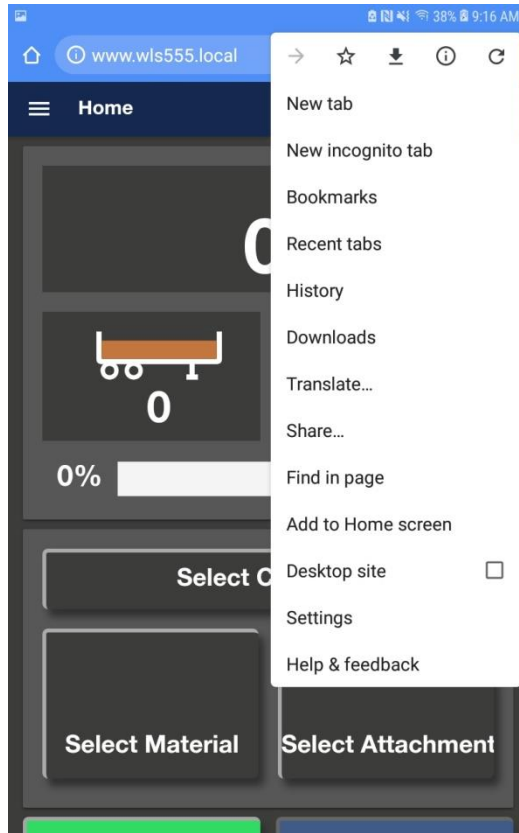 38% 9:16 AM
www.wls555.local
Home
New tab
New incognito tab
Bookmarks
Recent tabs
History
Downloads
Translate…
Share…
Find in page
Add to Home screen
Desktop site
Settings
Help & feedback
0
0
0%
Select C
Select Material
Select Attachment